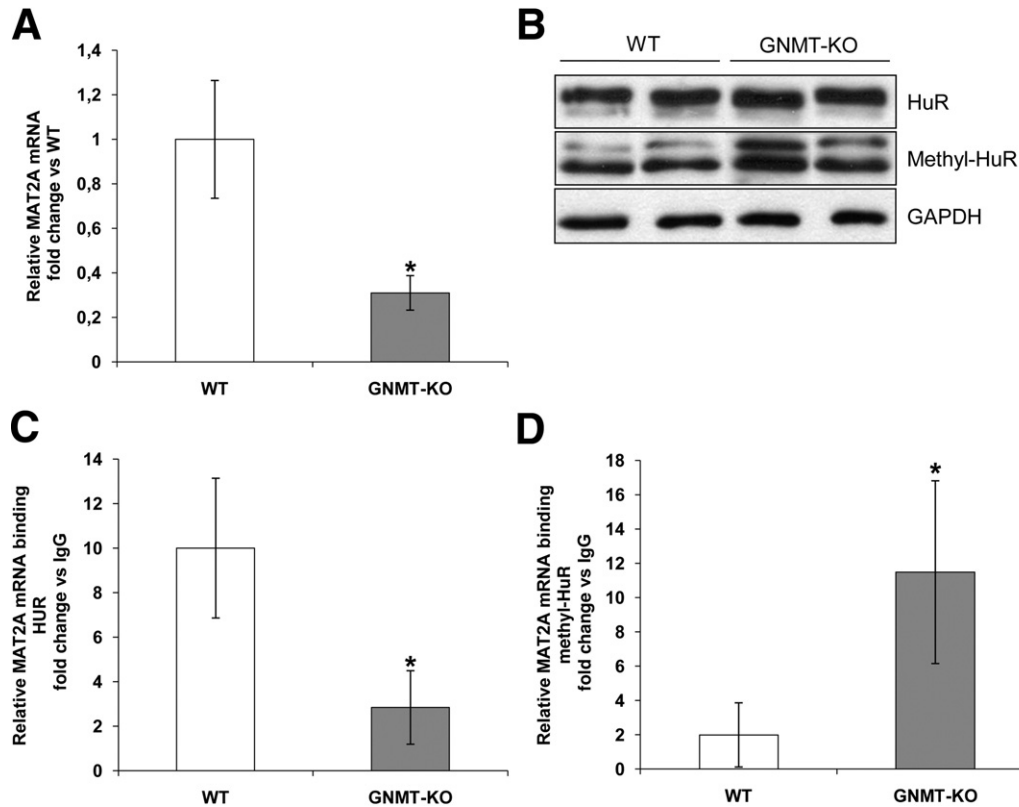 A
Relative MAT2A mRNA
fold change vs WT
1,4
1,2
1
0,8
0,6
0,4
0,2
0
*
WT
GNMT-KO
B
WT
GNMT-KO
HuR
Methyl-HuR
GAPDH
C
Relative MAT2A mRNA binding
HUR
fold change vs IgG
14
12
10
8
6
4
2
0
*
WT
GNMT-KO
D
Relative MAT2A mRNA binding
methyl-HuR
fold change vs IgG
18
16
14
12
10
8
6
4
2
0
*
WT
GNMT-KO